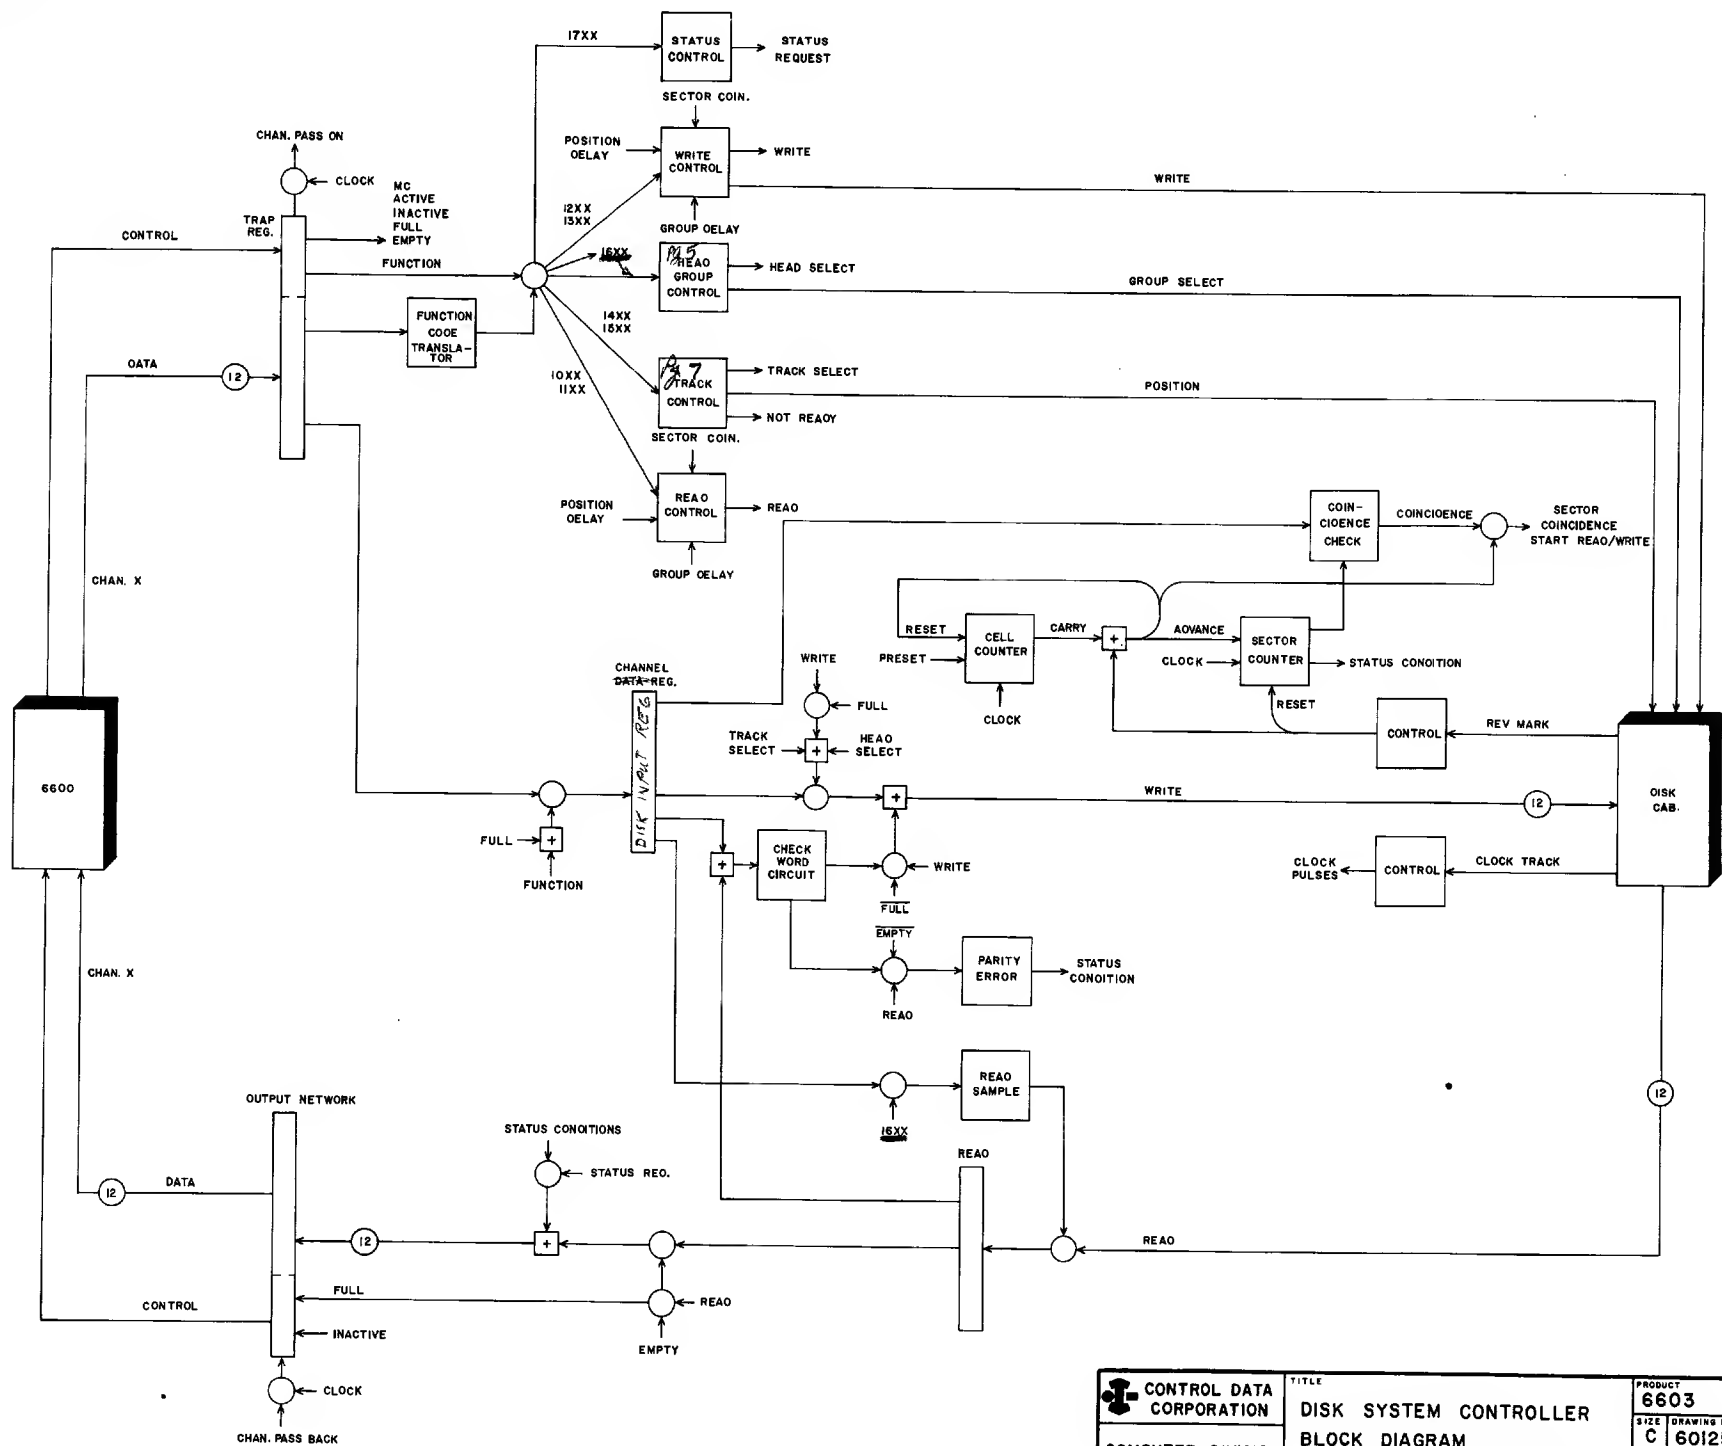 17XX
STATUS
CONTROL
STATUS
REQUEST
SECTOR COIN.
CHAN. PASS ON
CLOCK
POSITION
OELAY
WRITE
CONTROL
WRITE
WRITE
MC
ACTIVE
INACTIVE
FULL
EMPTY
TRAP
REG.
12XX
13XX
GROUP OELAY
CONTROL
FUNCTION
16XX
Pg 5
HEAO
GROUP
CONTROL
HEAD SELECT
GROUP SELECT
FUNCTION
CODE
TRANSLA-
TOR
14XX
15XX
OATA
12
10XX
11XX
Pg 7
TRACK
CONTROL
TRACK SELECT
POSITION
NOT REAOY
SECTOR COIN.
POSITION
OELAY
REAO
CONTROL
REAO
GROUP OELAY
COIN-
CIOENCE
CHECK
COINCIOENCE
SECTOR
COINCIDENCE
START REAO/WRITE
CHAN. X
RESET
PRESET
CELL
COUNTER
CARRY
+
AOVANCE
CLOCK
SECTOR
COUNTER
STATUS CONDITION
CLOCK
RESET
CHANNEL
DATA REG.
DISK INPUT REG
WRITE
FULL
TRACK
SELECT
+
HEAO
SELECT
CONTROL
REV MARK
6600
+
WRITE
12
OISK
CAB.
FULL
+
FUNCTION
+
CHECK
WORD
CIRCUIT
WRITE
FULL
EMPTY
CLOCK
PULSES
CONTROL
CLOCK TRACK
PARITY
ERROR
STATUS
CONOITION
REAO
CHAN. X
REAO
SAMPLE
16XX
12
OUTPUT NETWORK
STATUS CONOITIONS
STATUS REO.
REAO
DATA
12
12
+
REAO
FULL
REAO
EMPTY
CONTROL
INACTIVE
CLOCK
CHAN. PASS BACK
CONTROL DATA
CORPORATION
TITLE
DISK SYSTEM CONTROLLER
BLOCK DIAGRAM
PRODUCT
6603
SIZE
C
DRAWING